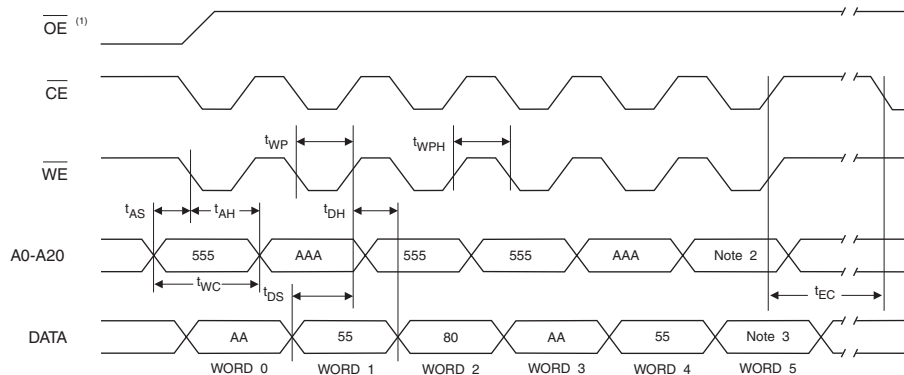 OE (1)
CE
tWP
tWPH
WE
tAS
tAH
tDH
A0-A20
555
AAA
555
555
AAA
Note 2
tWC
tDS
tEC
DATA
AA
55
80
AA
55
Note 3
WORD 0
WORD 1
WORD 2
WORD 3
WORD 4
WORD 5